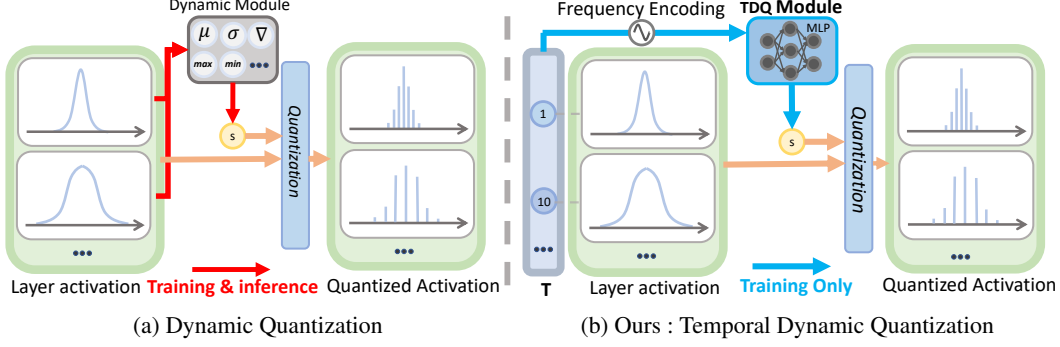 Dynamic Module
μ σ ∇
max min •••
s
Quantization
•••
•••
Layer activation
Training & inference
Quantized Activation
(a) Dynamic Quantization
Frequency Encoding
TDQ Module
MLP
1
10
•••
T
s
Quantization
•••
•••
Layer activation
Training Only
Quantized Activation
(b) Ours : Temporal Dynamic Quantization